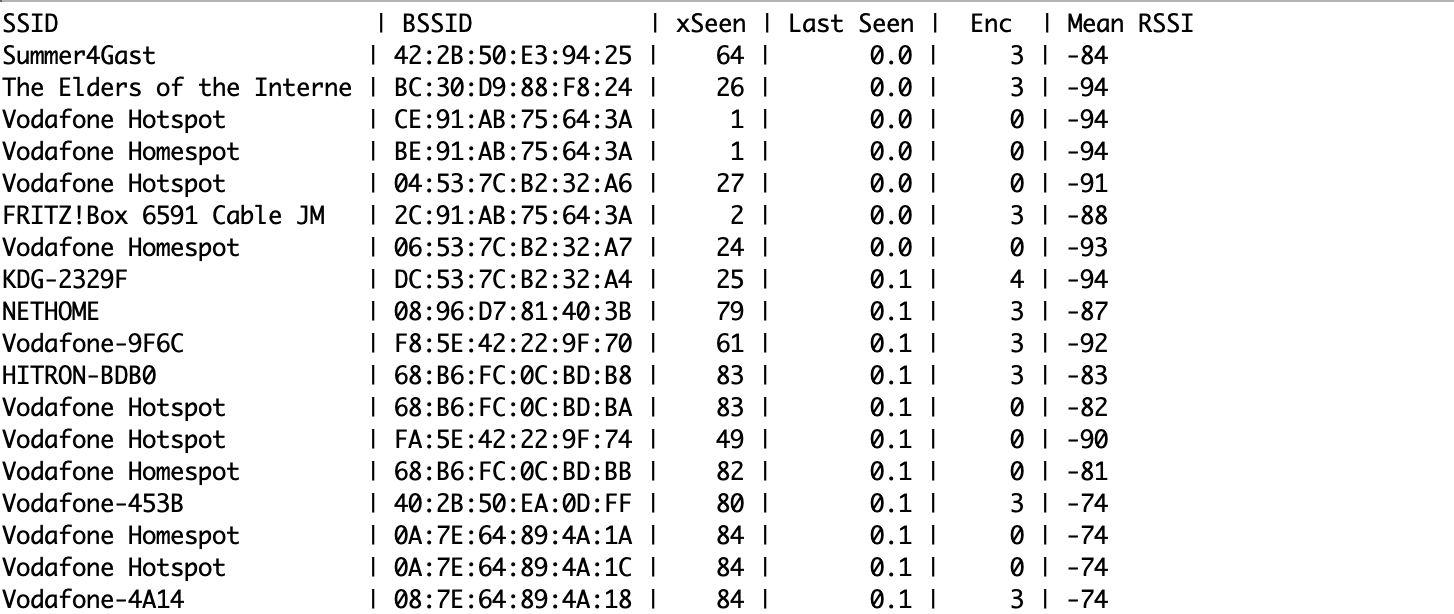 SSID | BSSID | xSeen | Last Seen | Enc | Mean RSSI
Summer4Gast | 42:2B:50:E3:94:25 | 64 | 0.0 | 3 | -84
The Elders of the Interne | BC:30:D9:88:F8:24 | 26 | 0.0 | 3 | -94
Vodafone Hotspot | CE:91:AB:75:64:3A | 1 | 0.0 | 0 | -94
Vodafone Homespot | BE:91:AB:75:64:3A | 1 | 0.0 | 0 | -94
Vodafone Hotspot | 04:53:7C:B2:32:A6 | 27 | 0.0 | 0 | -91
FRITZ!Box 6591 Cable JM | 2C:91:AB:75:64:3A | 2 | 0.0 | 3 | -88
Vodafone Homespot | 06:53:7C:B2:32:A7 | 24 | 0.0 | 0 | -93
KDG-2329F | DC:53:7C:B2:32:A4 | 25 | 0.1 | 4 | -94
NETHOME | 08:96:D7:81:40:3B | 79 | 0.1 | 3 | -87
Vodafone-9F6C | F8:5E:42:22:9F:70 | 61 | 0.1 | 3 | -92
HITRON-BDB0 | 68:B6:FC:0C:BD:B8 | 83 | 0.1 | 3 | -83
Vodafone Hotspot | 68:B6:FC:0C:BD:BA | 83 | 0.1 | 0 | -82
Vodafone Hotspot | FA:5E:42:22:9F:74 | 49 | 0.1 | 0 | -90
Vodafone Homespot | 68:B6:FC:0C:BD:BB | 82 | 0.1 | 0 | -81
Vodafone-453B | 40:2B:50:EA:0D:FF | 80 | 0.1 | 3 | -74
Vodafone Homespot | 0A:7E:64:89:4A:1A | 84 | 0.1 | 0 | -74
Vodafone Hotspot | 0A:7E:64:89:4A:1C | 84 | 0.1 | 0 | -74
Vodafone-4A14 | 08:7E:64:89:4A:18 | 84 | 0.1 | 3 | -74